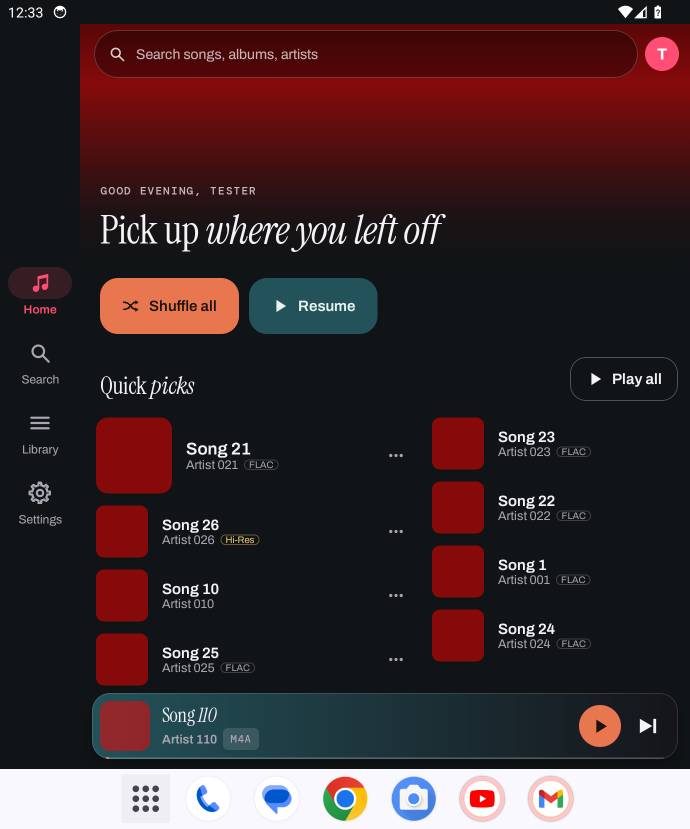 12:33
Search songs, albums, artists
T
GOOD EVENING, TESTER
Pick up where you left off
Shuffle all
Resume
Home
Search
Library
Settings
Quick picks
Play all
Song 21
Artist 021 FLAC
Song 26
Artist 026 Hi-Res
Song 10
Artist 010
Song 25
Artist 025 FLAC
Song 23
Artist 023 FLAC
Song 22
Artist 022 FLAC
Song 1
Artist 001 FLAC
Song 24
Artist 024 FLAC
Song 110
Artist 110 M4A